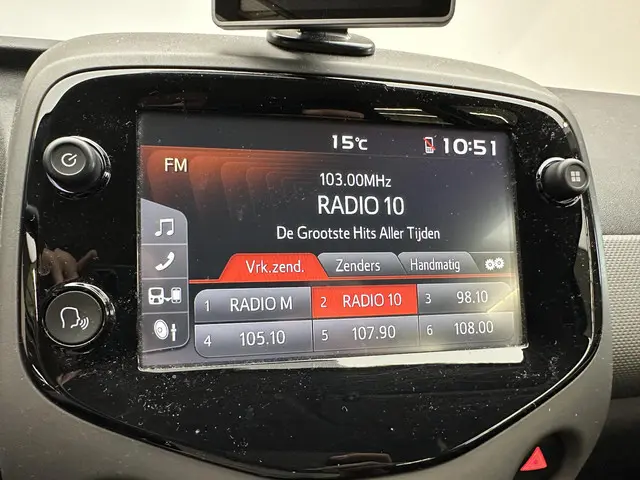 15°C
10:51
FM
103.00MHz
RADIO 10
De Grootste Hits Aller Tijden
Vrk.zend.
Zenders
Handmatig
1 RADIO M
2 RADIO 10
3 98.10
4 105.10
5 107.90
6 108.00